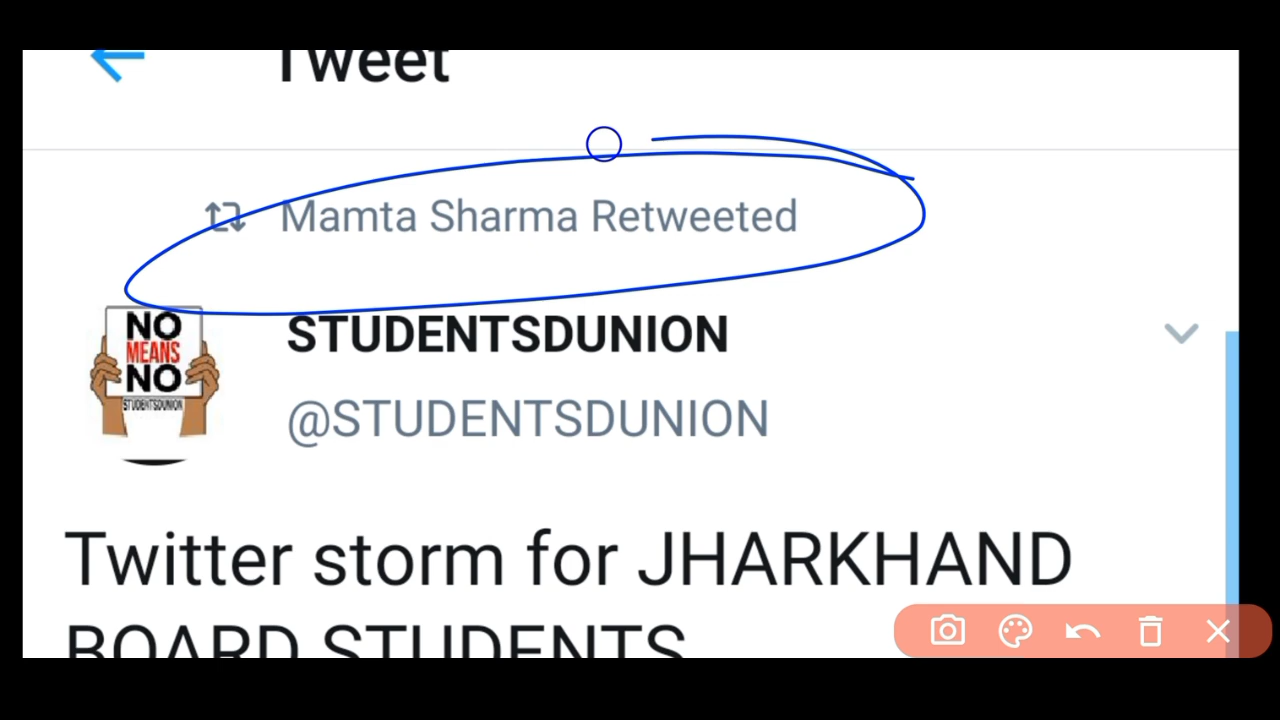 Tweet
Mamta Sharma Retweeted
NO
MEANS
NO
STUDENTSDUNION
STUDENTSDUNION
@STUDENTSDUNION
Twitter storm for JHARKHAND
BOARD STUDENTS